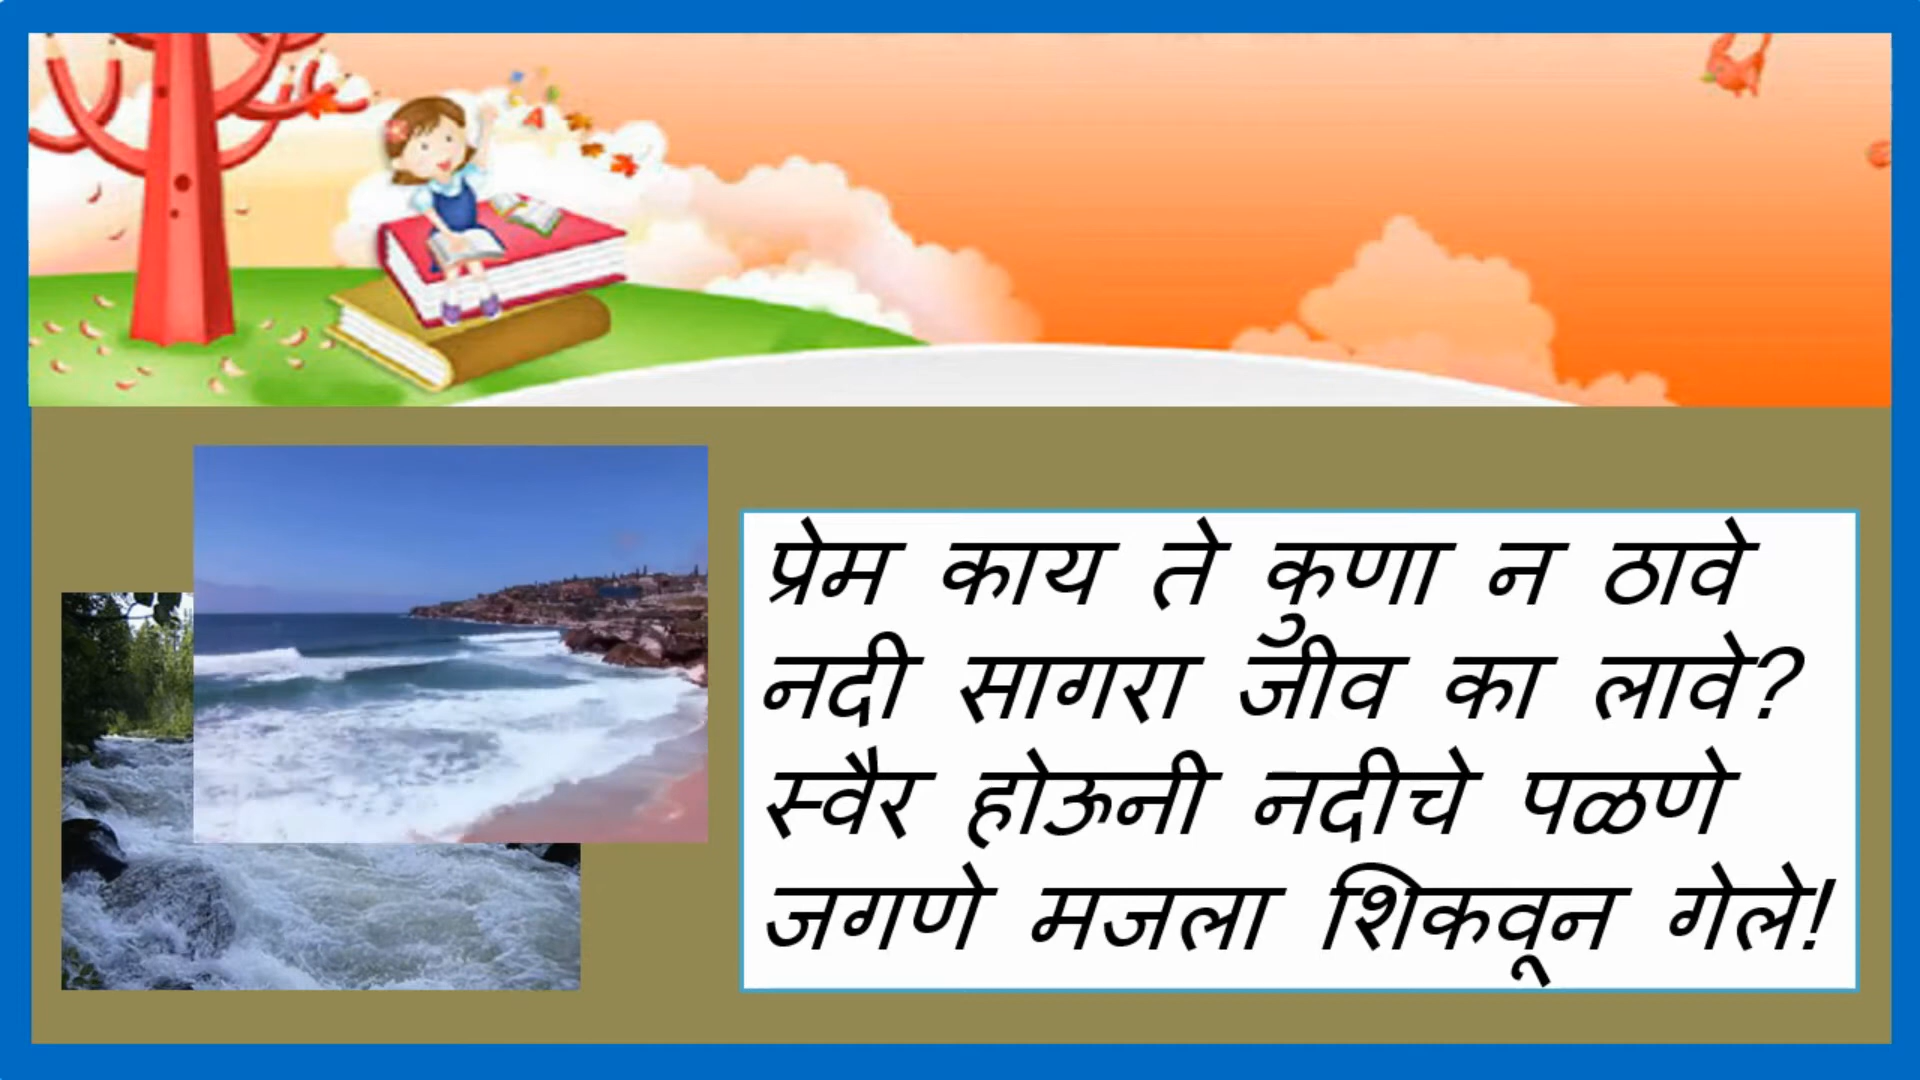 प्रेम काय ते कुणा न ठावे
नदी सागरा जीव का लावे?
स्वैर होऊनी नदीचे पळणे
जगणे मजला शिकवून गेले!